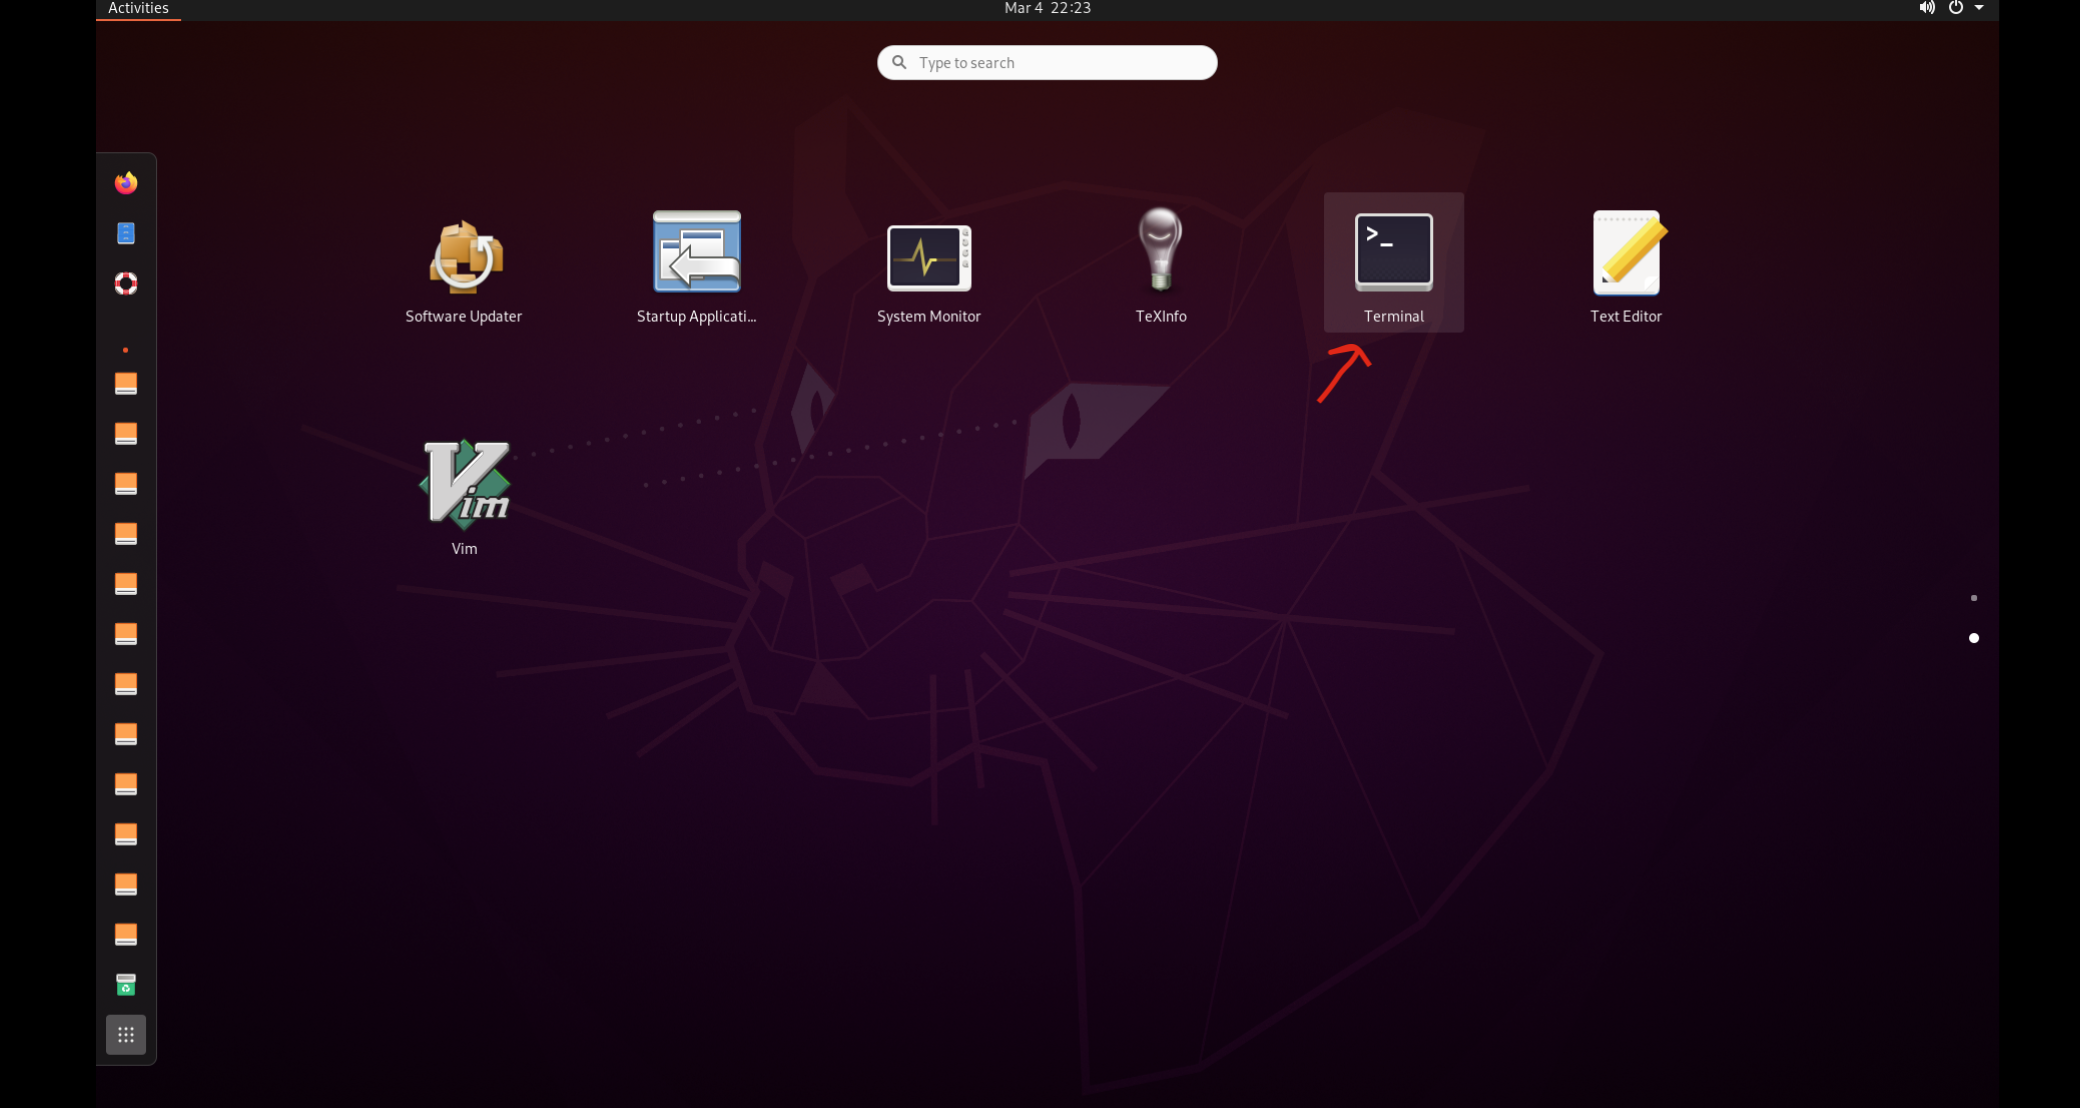 Activities
Mar 4 22:23
Type to search
Software Updater
Startup Applicati...
System Monitor
TeXInfo
>_
Terminal
Text Editor
Vim
Vim